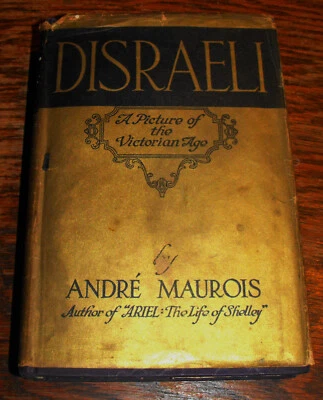 DISRAELI
A Picture
of the
Victorian Age
by
ANDRÉ MAUROIS
Author of "ARIEL: The Life of Shelley"